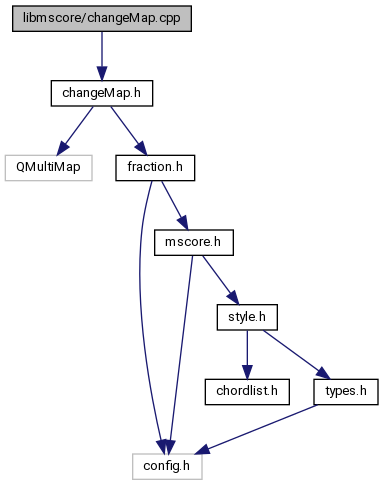 libmscore/changeMap.cpp
changeMap.h
QMultiMap
fraction.h
mscore.h
style.h
chordlist.h
types.h
config.h